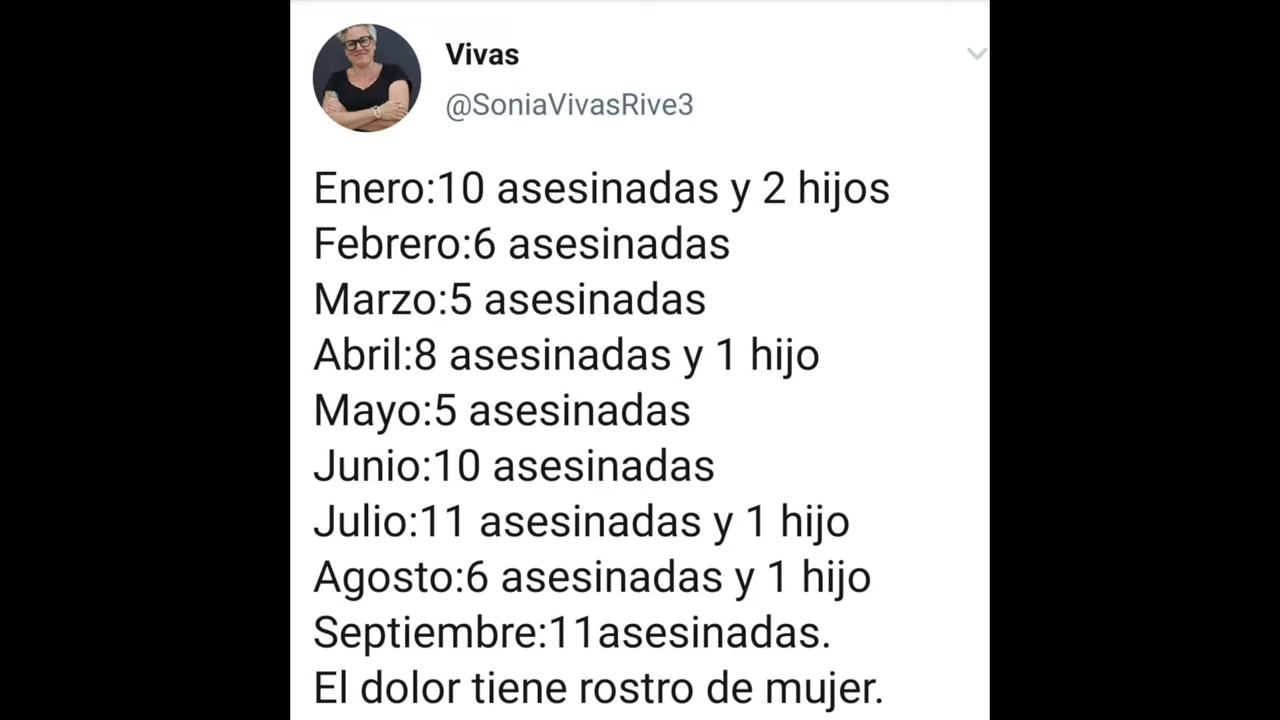 Vivas
@SoniaVivasRive3
Enero:10 asesinadas y 2 hijos
Febrero:6 asesinadas
Marzo:5 asesinadas
Abril:8 asesinadas y 1 hijo
Mayo:5 asesinadas
Junio:10 asesinadas
Julio:11 asesinadas y 1 hijo
Agosto:6 asesinadas y 1 hijo
Septiembre:11asesinadas.
El dolor tiene rostro de mujer.